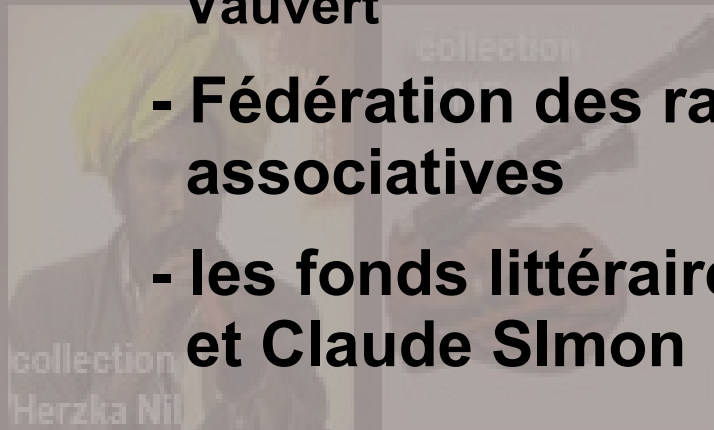 Vauvert
collection
- Fédération des ra
associatives
- les fonds littéraire
et Claude SImon
collection
Herzka Nil